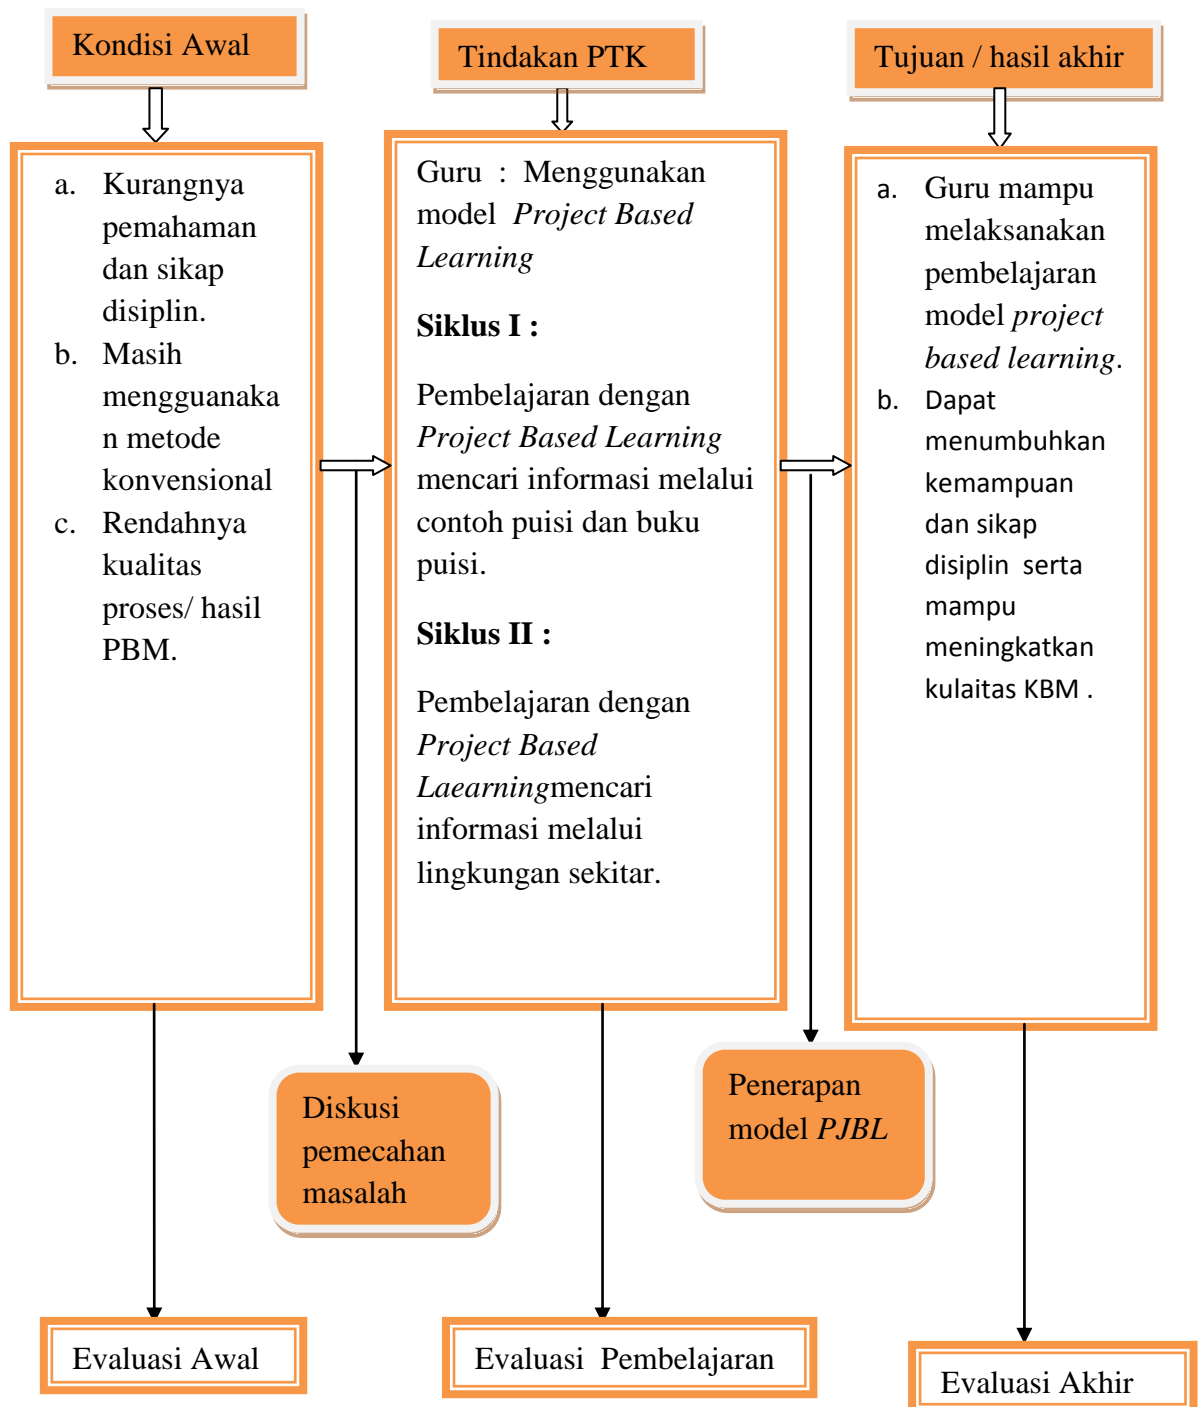 Kondisi Awal
Tindakan PTK
Tujuan / hasil akhir
a. Kurangnya
pemahaman
dan sikap
disiplin.
b. Masih
mengguanaka
n metode
konvensional
c. Rendahnya
kualitas
proses/ hasil
PBM.
Guru : Menggunakan
model Project Based
Learning
Siklus I :
Pembelajaran dengan
Project Based Learning
mencari informasi melalui
contoh puisi dan buku
puisi.
Siklus II :
Pembelajaran dengan
Project Based
Laearningmencari
informasi melalui
lingkungan sekitar.
a. Guru mampu
melaksanakan
pembelajaran
model project
based learning.
b. Dapat
menumbuhkan
kemampuan
dan sikap
disiplin serta
mampu
meningkatkan
kulaitas KBM .
Diskusi
pemecahan
masalah
Penerapan
model PJBL
Evaluasi Awal
Evaluasi Pembelajaran
Evaluasi Akhir